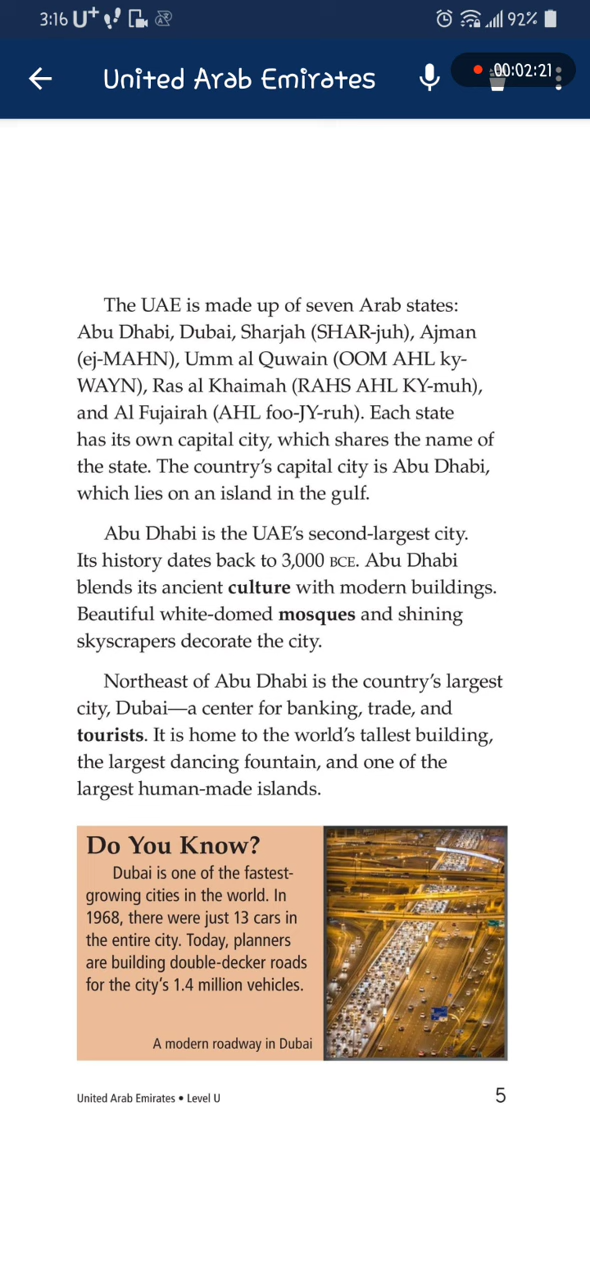 3:16 U+ 92%
United Arab Emirates 00:02:21
The UAE is made up of seven Arab states:
Abu Dhabi, Dubai, Sharjah (SHAR-juh), Ajman
(ej-MAHN), Umm al Quwain (OOM AHL ky-
WAYN), Ras al Khaimah (RAHS AHL KY-muh),
and Al Fujairah (AHL foo-JY-ruh). Each state
has its own capital city, which shares the name of
the state. The country's capital city is Abu Dhabi,
which lies on an island in the gulf.
Abu Dhabi is the UAE's second-largest city.
Its history dates back to 3,000 BCE. Abu Dhabi
blends its ancient culture with modern buildings.
Beautiful white-domed mosques and shining
skyscrapers decorate the city.
Northeast of Abu Dhabi is the country's largest
city, Dubai—a center for banking, trade, and
tourists. It is home to the world's tallest building,
the largest dancing fountain, and one of the
largest human-made islands.
Do You Know?
Dubai is one of the fastest-
growing cities in the world. In
1968, there were just 13 cars in
the entire city. Today, planners
are building double-decker roads
for the city's 1.4 million vehicles.
A modern roadway in Dubai
United Arab Emirates • Level U
5